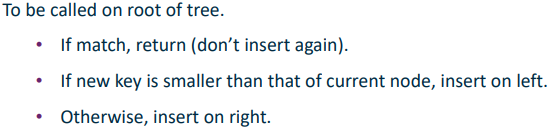 To be called on root of tree.
• If match, return (don’t insert again).
• If new key is smaller than that of current node, insert on left.
• Otherwise, insert on right.